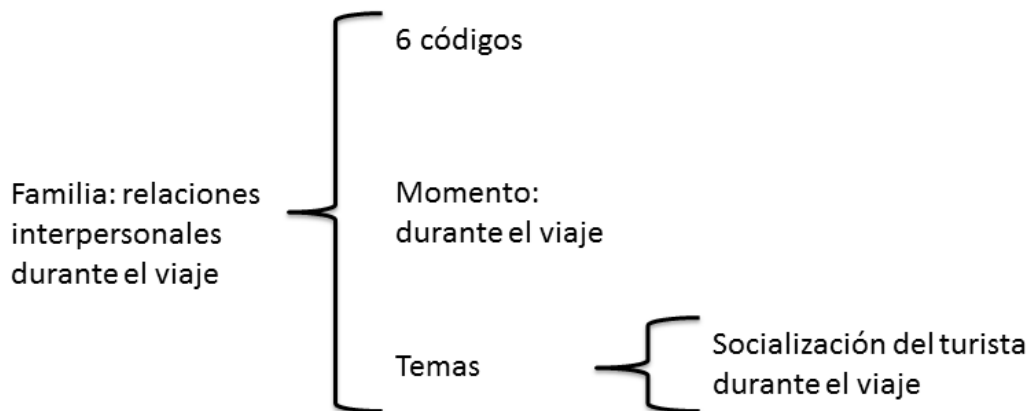 6 códigos
Familia: relaciones
interpersonales
durante el viaje
Momento:
durante el viaje
Temas
Socialización del turista
durante el viaje